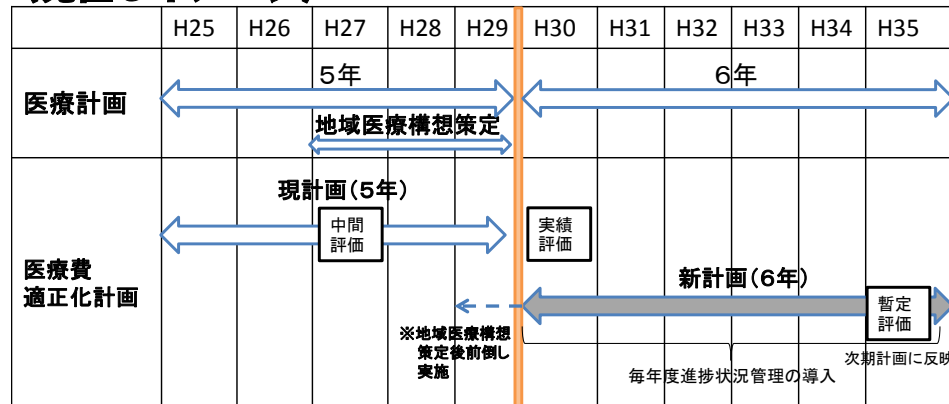 H25 H26 H27 H28 H29 H30 H31 H32 H33 H34 H35
医療計画
5年
6年
地域医療構想策定
医療費
適正化計画
現計画(5年)
中間
評価
実績
評価
新計画(6年)
暫定
評価
※地域医療構想
策定後前倒し
実施
次期計画に反映
毎年度進捗状況管理の導入